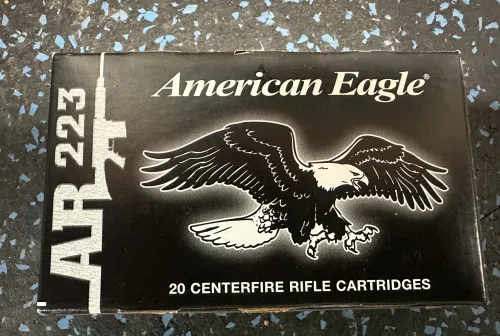 American Eagle®
AR 223
20 CENTERFIRE RIFLE CARTRIDGES